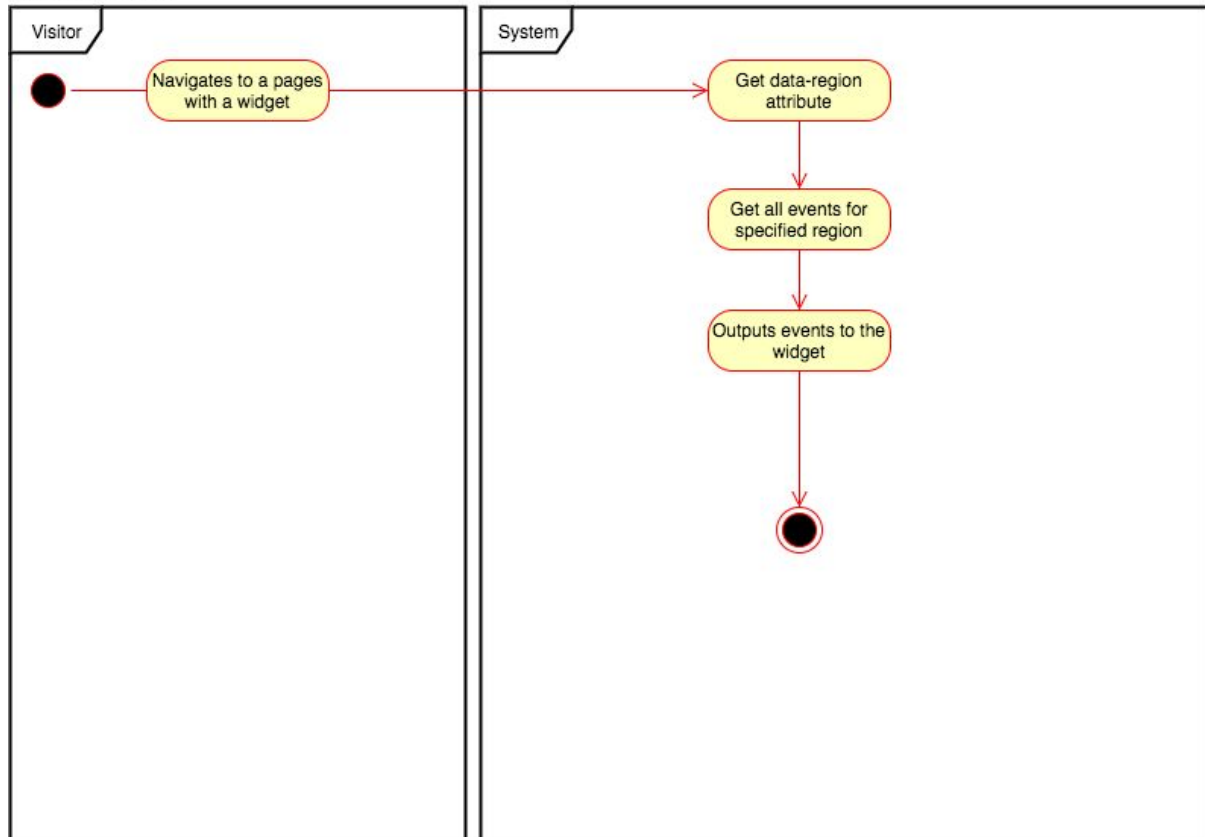 Visitor
System
Navigates to a pages
with a widget
Get data-region
attribute
Get all events for
specified region
Outputs events to the
widget